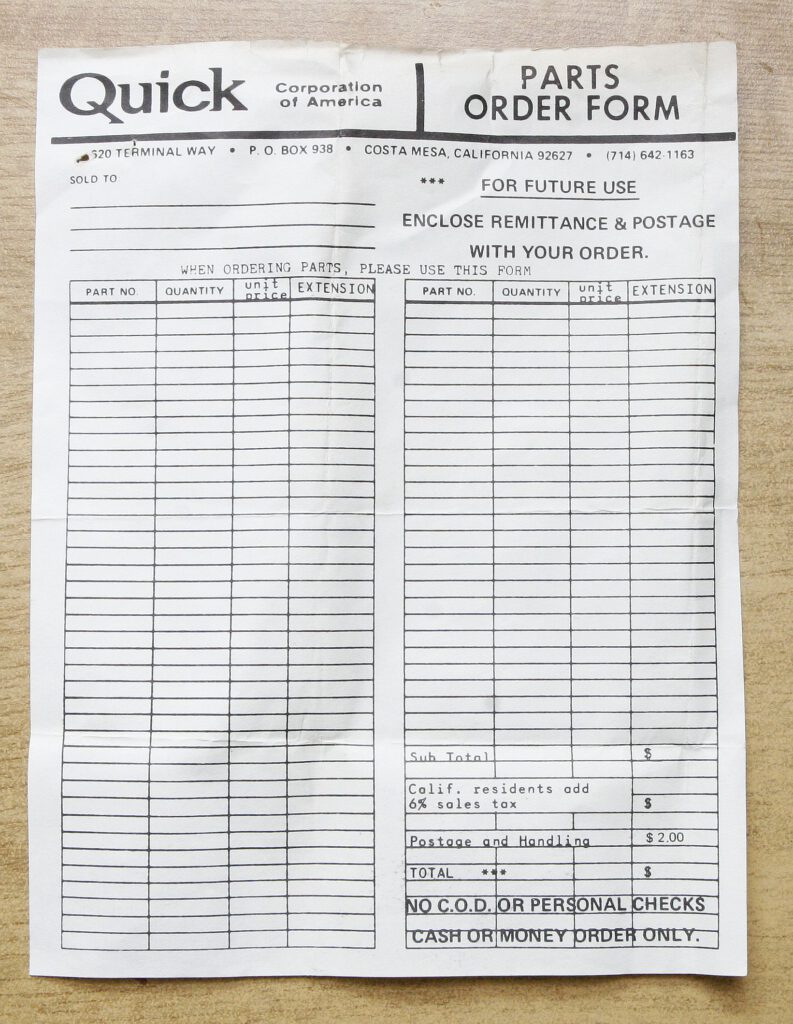 Quick Corporation of America
PARTS
ORDER FORM
620 TERMINAL WAY • P. O. BOX 938 • COSTA MESA, CALIFORNIA 92627 • (714) 642-1163
SOLD TO
*** FOR FUTURE USE
ENCLOSE REMITTANCE & POSTAGE
WITH YOUR ORDER.
WHEN ORDERING PARTS, PLEASE USE THIS FORM
PART NO. QUANTITY unit price EXTENSION
PART NO. QUANTITY unit price EXTENSION
Sub Total $
Calif. residents add
6% sales tax $
Postage and Handling $ 2.00
TOTAL *** $
NO C.O.D. OR PERSONAL CHECKS
CASH OR MONEY ORDER ONLY.